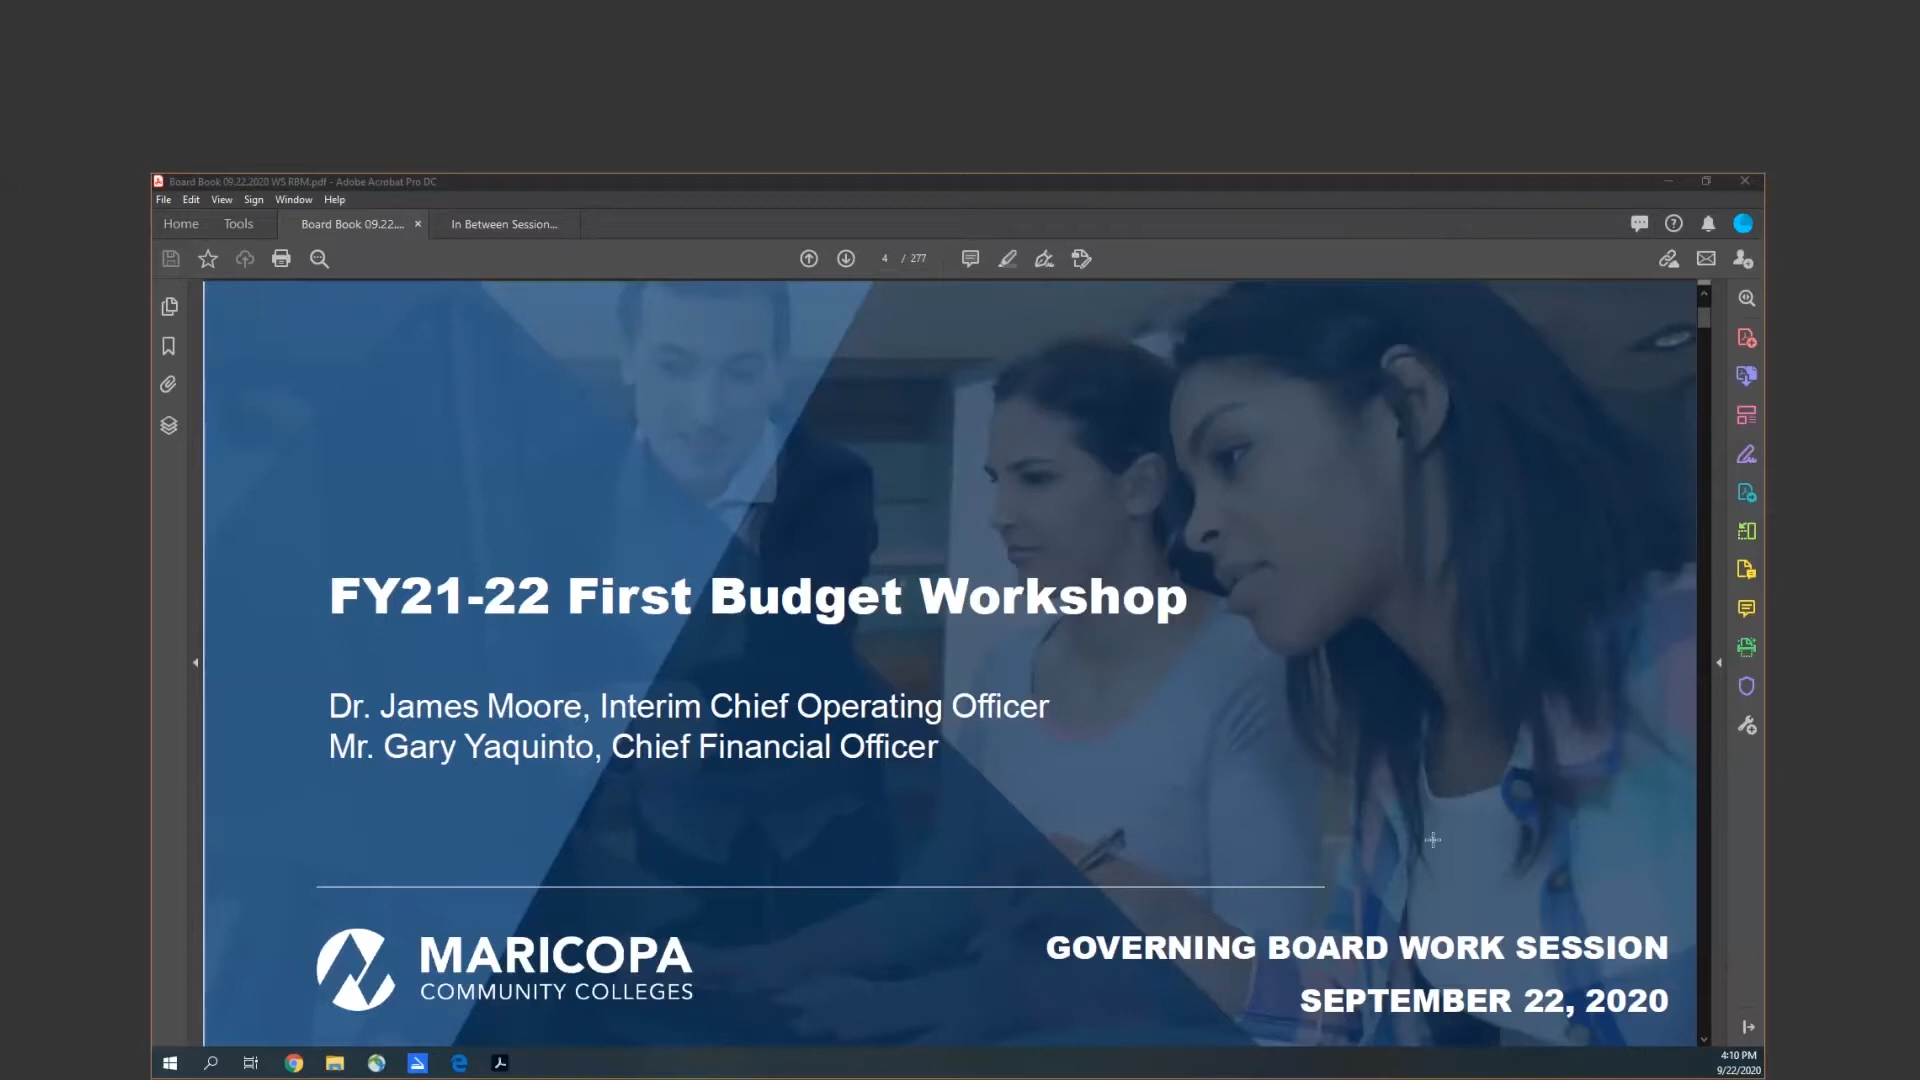 Board Book 09.22.2020 WS RBM.pdf - Adobe Acrobat Pro DC
File Edit View Sign Window Help
Home Tools Board Book 09.22.... × In Between Session...
4 / 277
FY21-22 First Budget Workshop
Dr. James Moore, Interim Chief Operating Officer
Mr. Gary Yaquinto, Chief Financial Officer
MARICOPA
COMMUNITY COLLEGES
GOVERNING BOARD WORK SESSION
SEPTEMBER 22, 2020
4:10 PM
9/22/2020